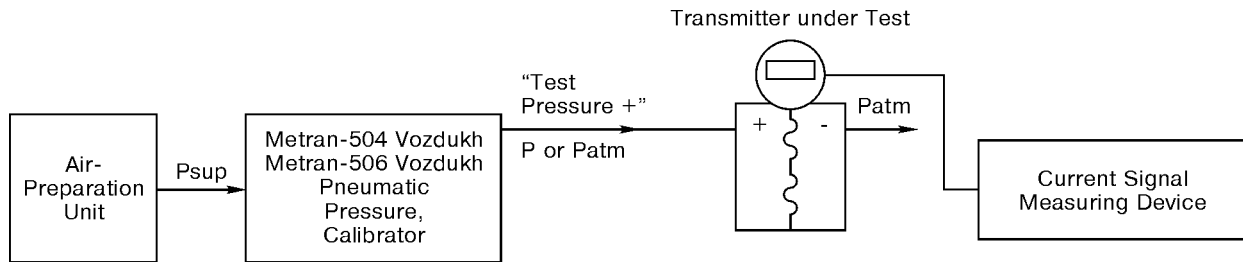 Transmitter under Test
Air-
Preparation
Unit
Psup
Metran-504 Vozdukh
Metran-506 Vozdukh
Pneumatic
Pressure,
Calibrator
“Test
Pressure +”
P or Patm
+ -
Patm
Current Signal
Measuring Device